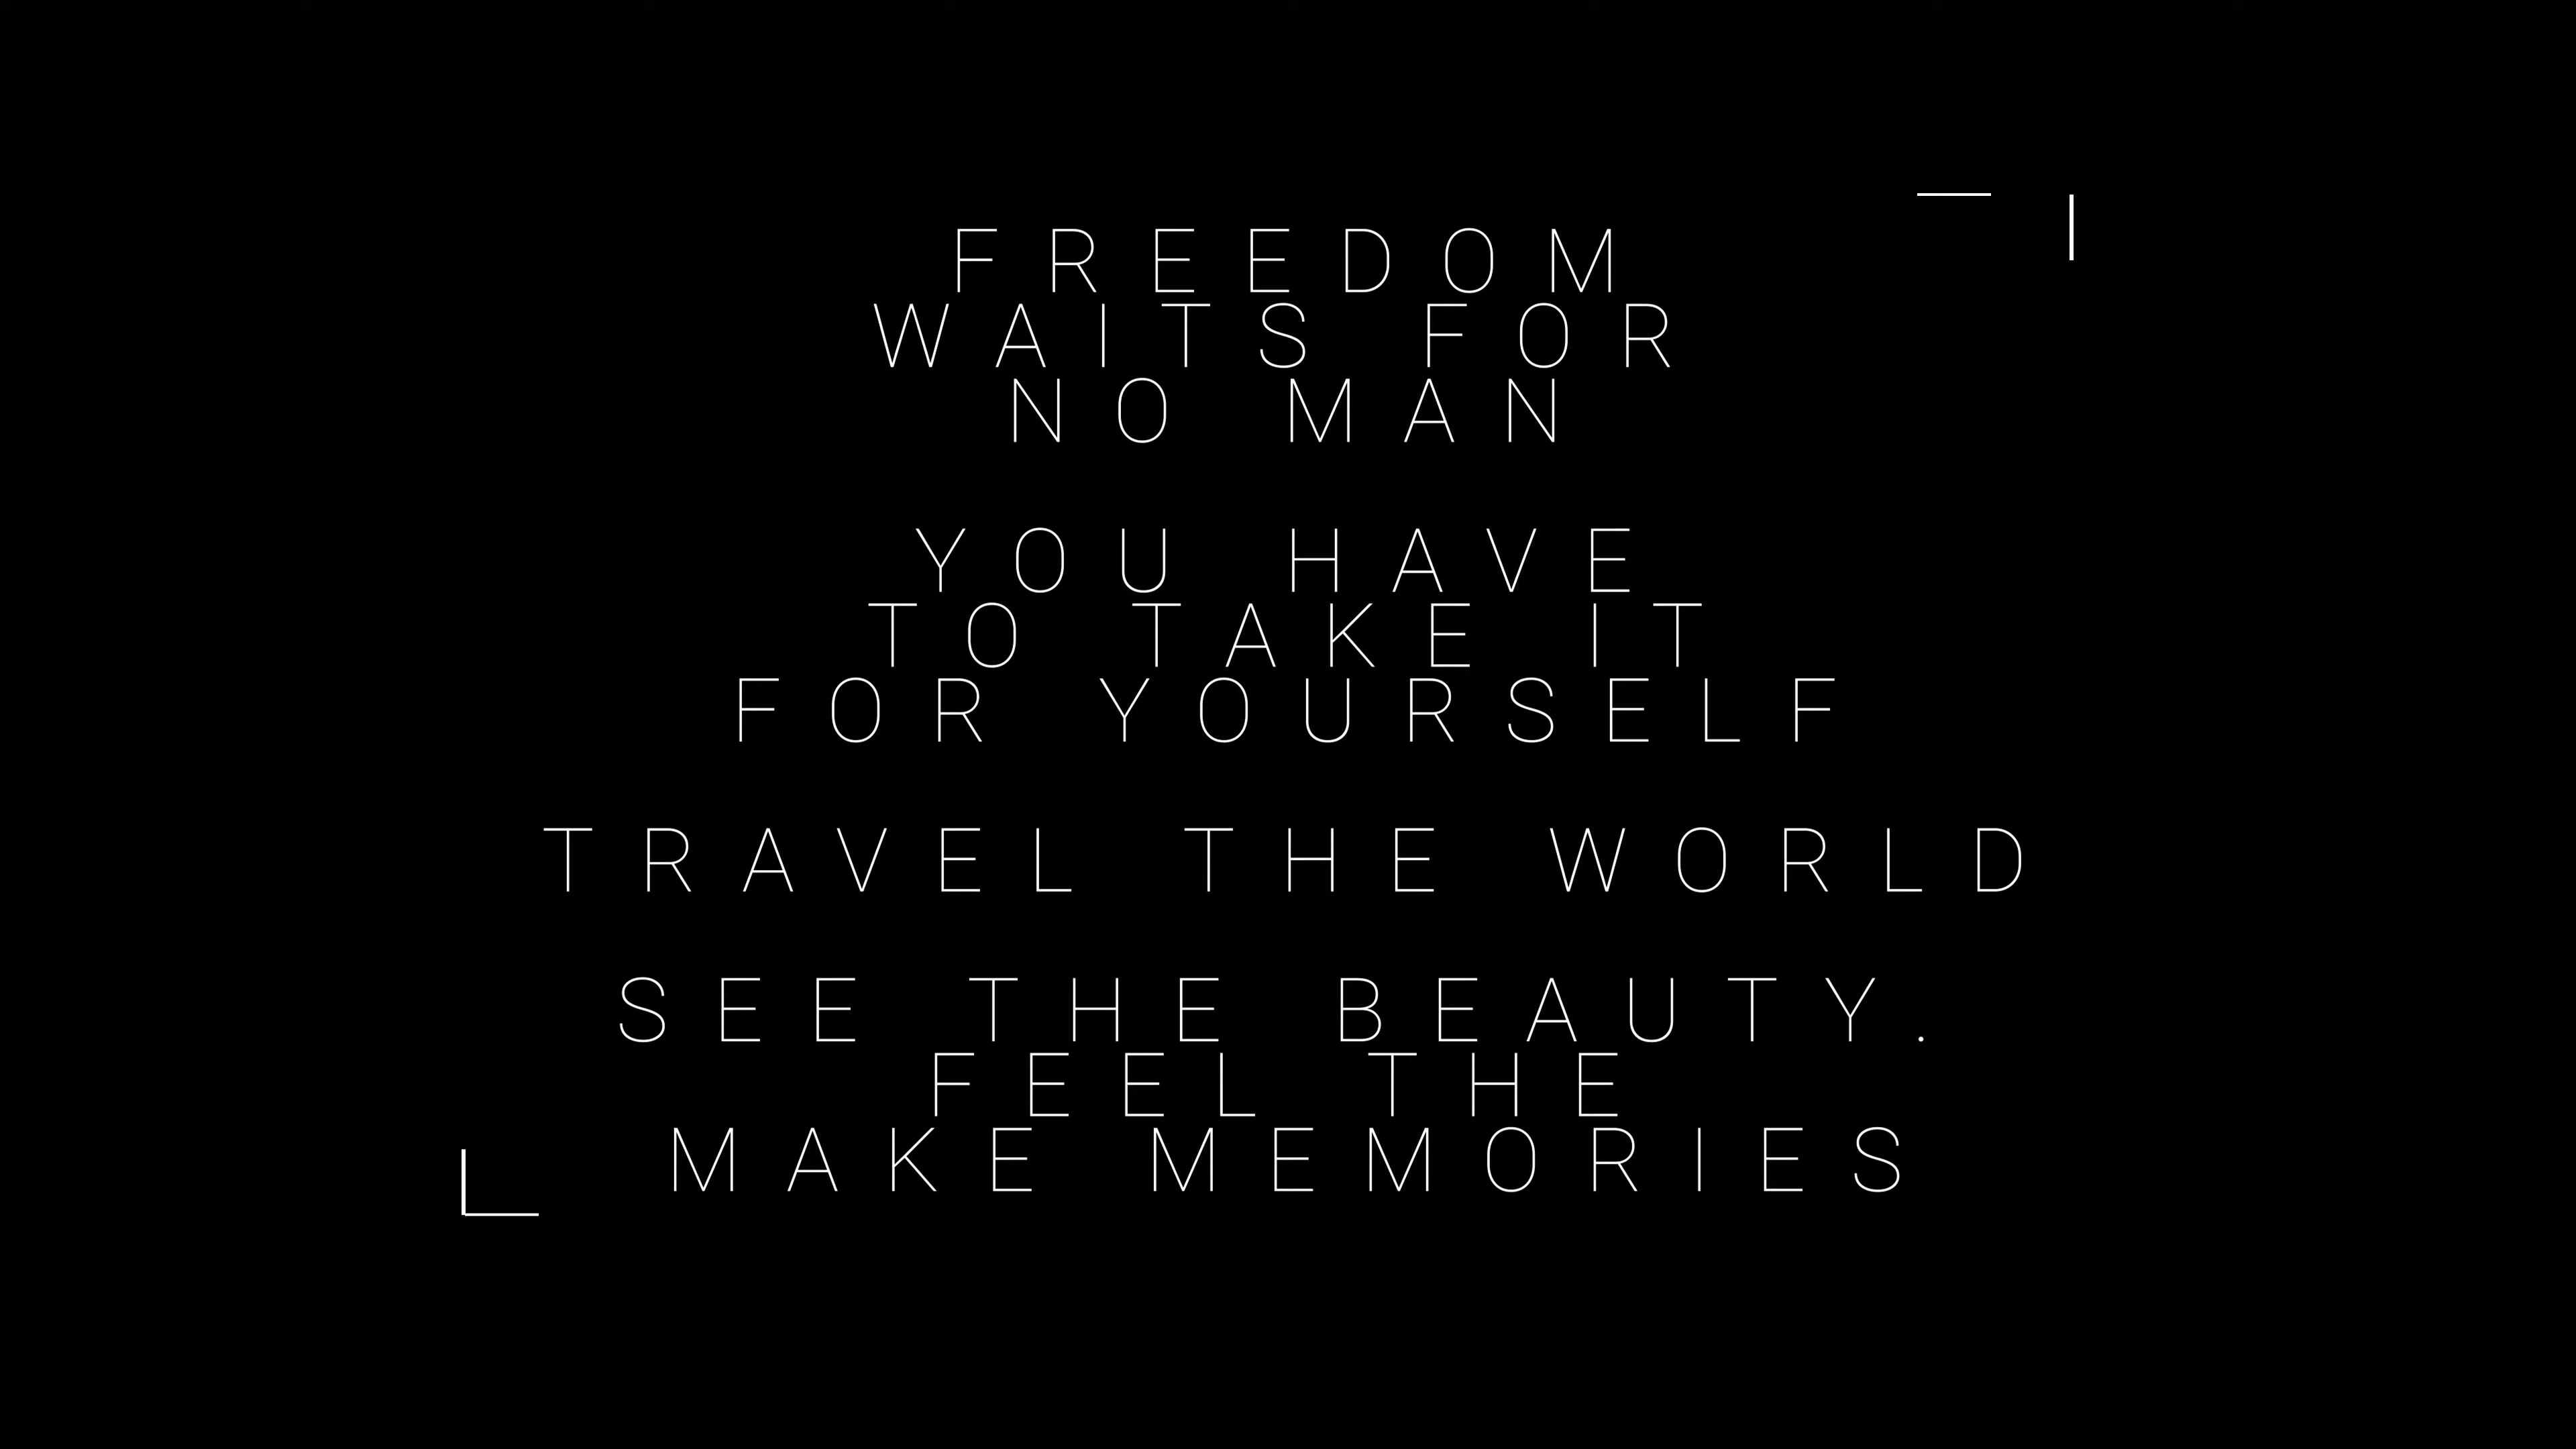 FREEDOM
WAITS FOR
NO MAN
YOU HAVE
TO TAKE IT
FOR YOURSELF
TRAVEL THE WORLD
SEE THE BEAUTY.
FEEL THE
MAKE MEMORIES